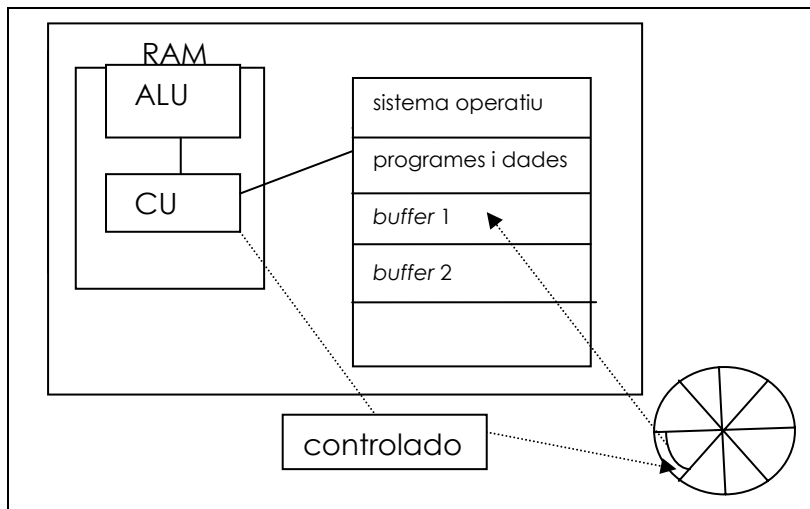 RAM
ALU
CU
sistema operatiu
programes i dades
buffer 1
buffer 2
controlado